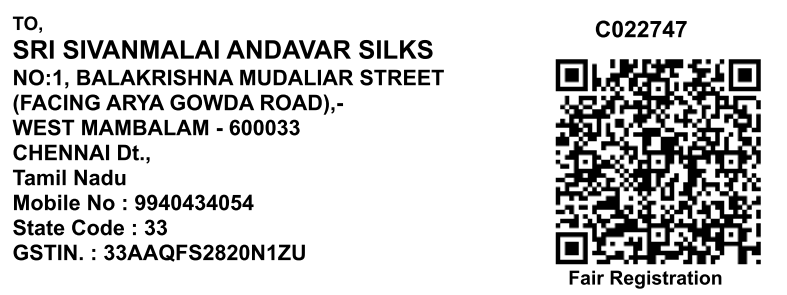 TO,
SRI SIVANMALAI ANDAVAR SILKS
NO:1, BALAKRISHNA MUDALIAR STREET
(FACING ARYA GOWDA ROAD),-
WEST MAMBALAM - 600033
CHENNAI Dt.,
Tamil Nadu
Mobile No : 9940434054
State Code : 33
GSTIN. : 33AAQFS2820N1ZU
C022747
Fair Registration